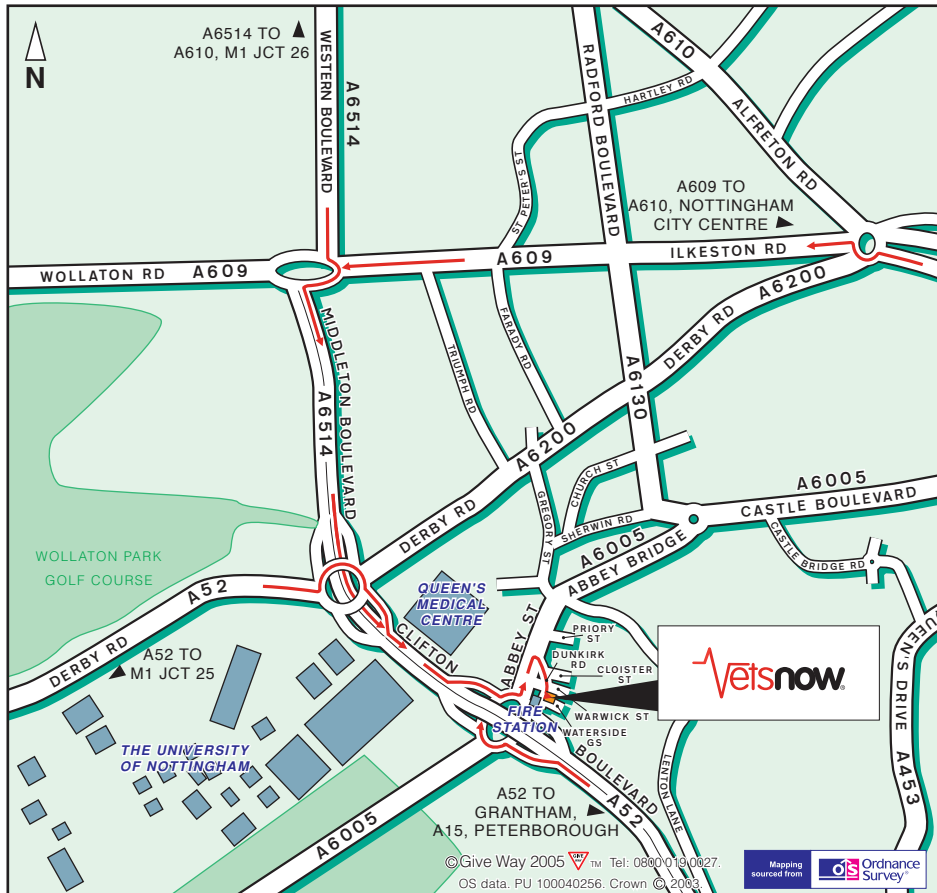 A6514 TO
A610, M1 JCT 26
N
WESTERN BOULEVARD
A6514
RADFORD BOULEVARD
A610
HARTLEY RD
ALFRETON RD
ST PETER'S ST
A609 TO
A610, NOTTINGHAM
CITY CENTRE
WOLLATON RD A609
A609
ILKESTON RD
A6200
DERBY RD
MIDDLETON BOULEVARD
A6514
TRIUMPH RD
FARADY RD
A6130
A6200
DERBY RD
CHURCH ST
GREGORY ST
SHERWIN RD
A6005
ABBEY BRIDGE
A6005
CASTLE BOULEVARD
CASTLE BRIDGE RD
QUEEN'S DRIVE A453
WOLLATON PARK
GOLF COURSE
A52
DERBY RD
A52 TO
M1 JCT 25
QUEEN'S
MEDICAL
CENTRE
CLIFTON
BOULEVARD
A52
ABBEY ST
PRIORY
ST
DUNKIRK
RD
CLOISTER
ST
WARWICK ST
WATERSIDE
GS
FIRE
STATION
Vetsnow®
LENTON LANE
THE UNIVERSITY
OF NOTTINGHAM
A6005
A52 TO
GRANTHAM,
A15, PETERBOROUGH
©Give Way 2005 GIVE WAY TM Tel: 0800 019 0027.
OS data. PU 100040256. Crown © 2003.
Mapping
sourced from
OS Ordnance
Survey®